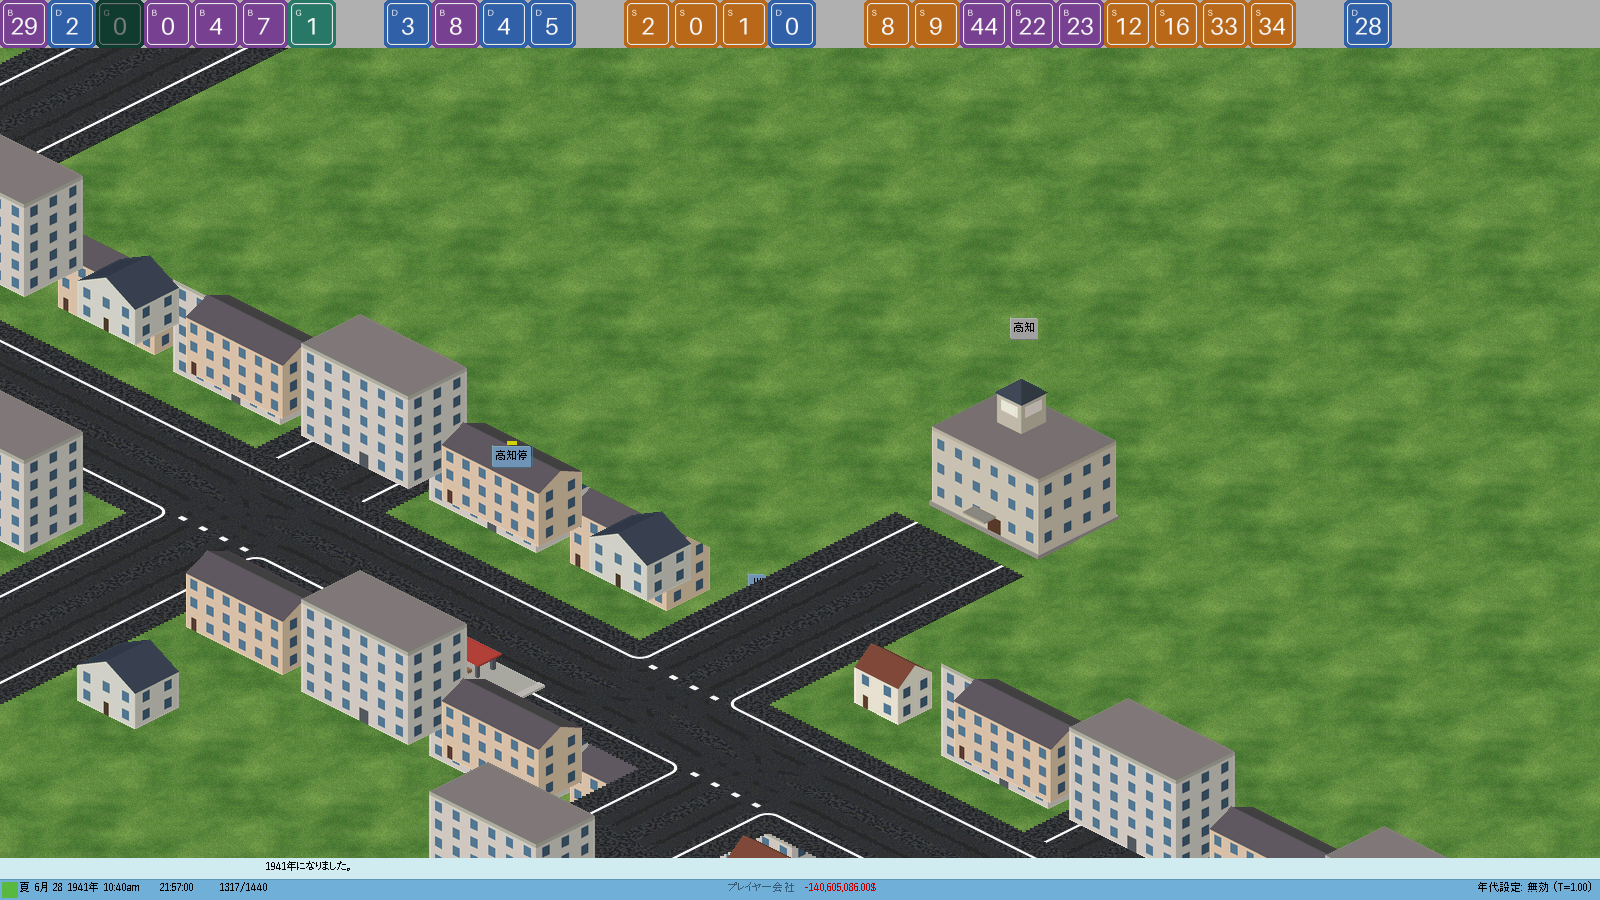 B 29 D 2 G 0 B 0 B 4 B 7 G 1 D 3 B 8 D 4 D 5 S 2 S 0 S 1 D 0 S 8 S 9 B 44 B 22 B 23 S 12 S 16 S 33 S 34 D 28
高知
高知停
1941年になりました。
夏 6月 28 1941年 10:40am 21:57:00 1317/1440 プレイヤー会社 -140,605,086.00$ 年代設定: 無効 (T=1.00)